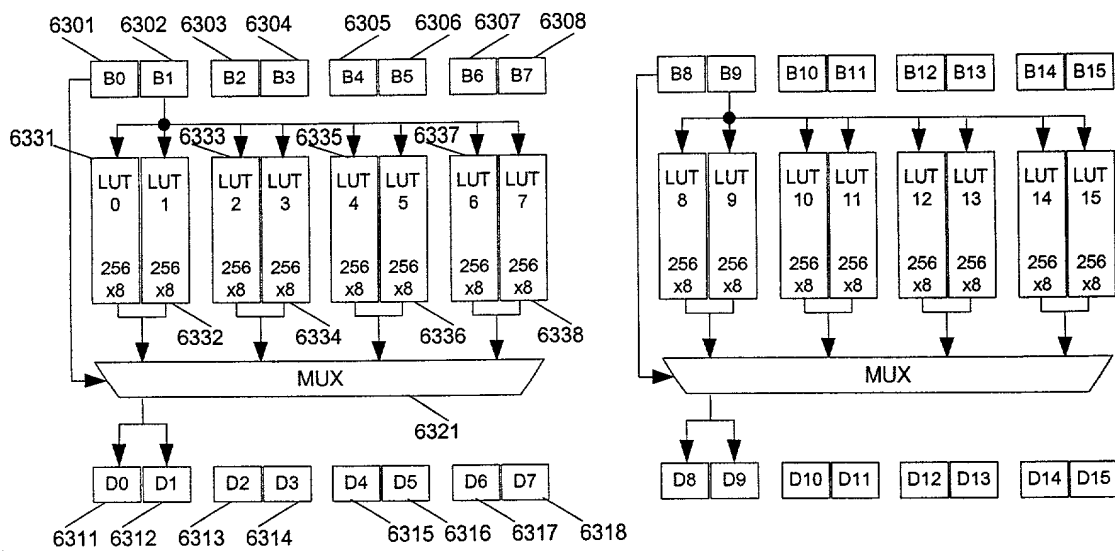 6301 6302 6303 6304 6305 6306 6307 6308
B0 B1 B2 B3 B4 B5 B6 B7 B8 B9 B10 B11 B12 B13 B14 B15
6331 6333 6335 6337
LUT LUT LUT LUT LUT LUT LUT LUT LUT LUT LUT LUT LUT LUT LUT LUT
0 1 2 3 4 5 6 7 8 9 10 11 12 13 14 15
256 256 256 256 256 256 256 256 256 256 256 256 256 256 256 256
x8 x8 x8 x8 x8 x8 x8 x8 x8 x8 x8 x8 x8 x8 x8 x8
6332 6334 6336 6338
MUX MUX
6321
D0 D1 D2 D3 D4 D5 D6 D7 D8 D9 D10 D11 D12 D13 D14 D15
6311 6312 6313 6314 6315 6316 6317 6318